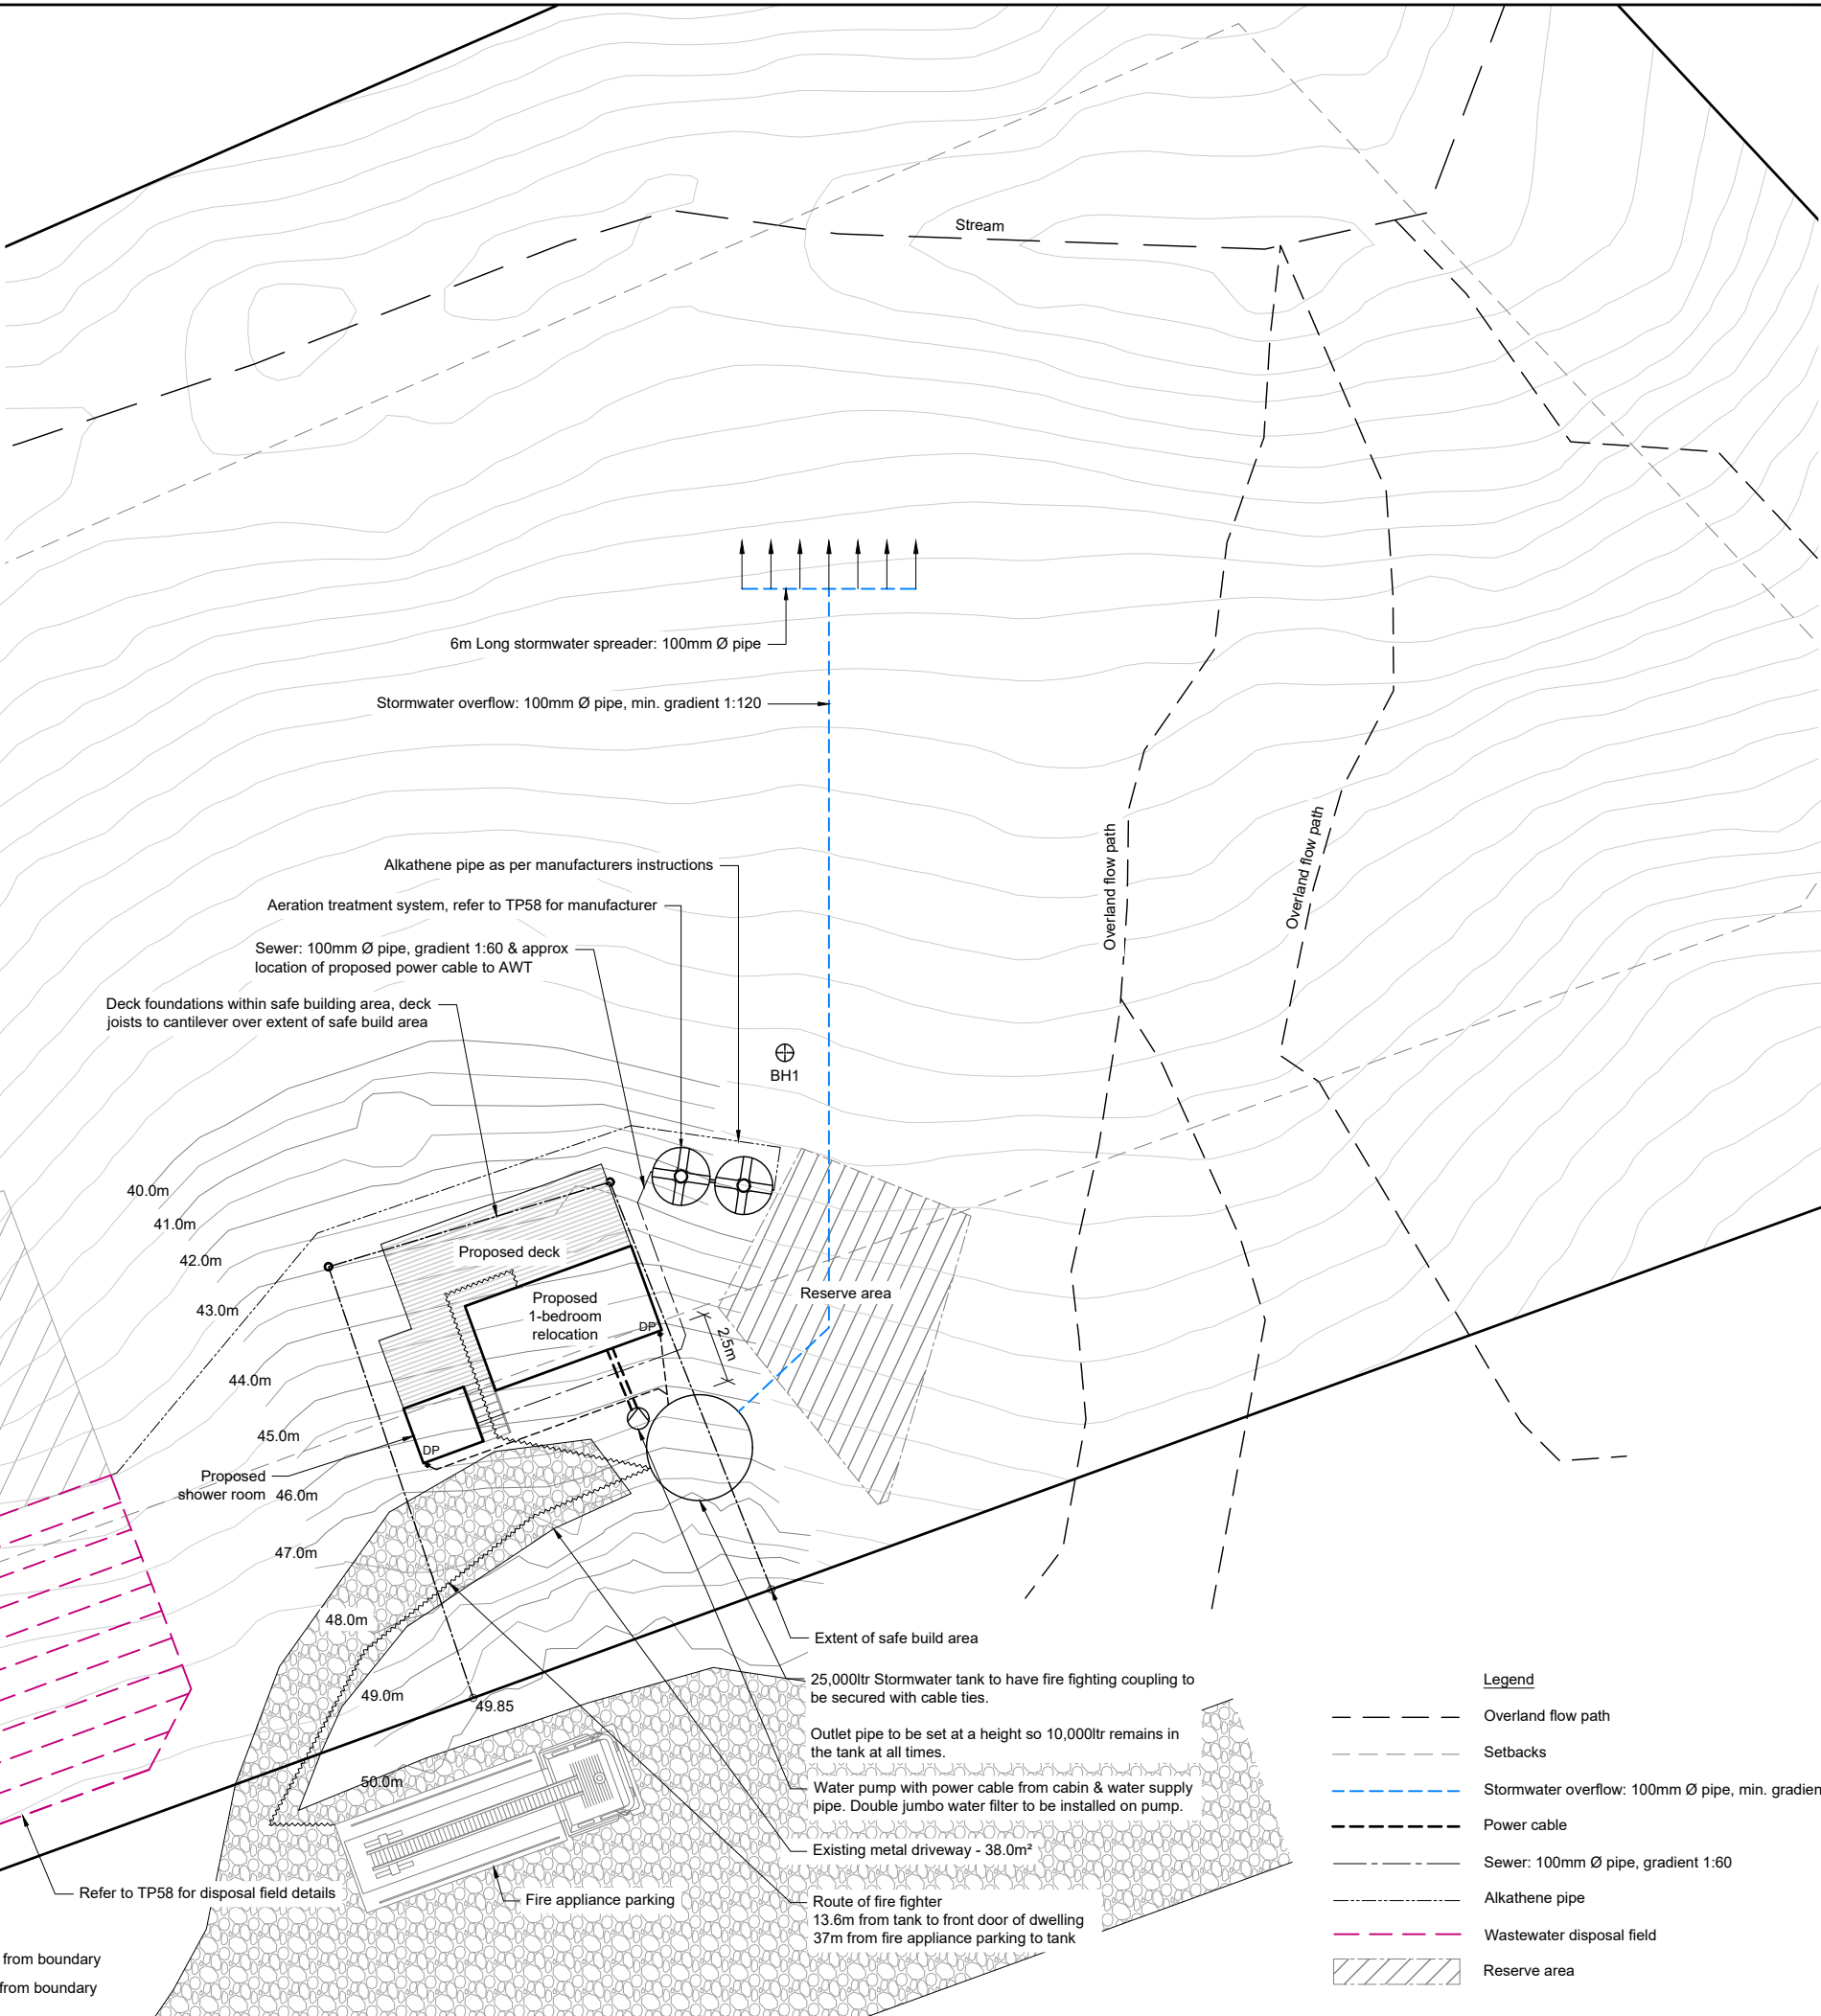 Stream
6m Long stormwater spreader: 100mm Ø pipe
Stormwater overflow: 100mm Ø pipe, min. gradient 1:120
Overland flow path
Overland flow path
Alkathene pipe as per manufacturers instructions
Aeration treatment system, refer to TP58 for manufacturer
Sewer: 100mm Ø pipe, gradient 1:60 & approx
location of proposed power cable to AWT
Deck foundations within safe building area, deck
joists to cantilever over extent of safe build area
BH1
40.0m
41.0m
42.0m
43.0m
44.0m
45.0m
46.0m
47.0m
48.0m
49.0m
49.85
50.0m
Proposed deck
Proposed
1-bedroom
relocation
DP
2.5m
Reserve area
DP
Proposed
shower room
Extent of safe build area
25,000ltr Stormwater tank to have fire fighting coupling to
be secured with cable ties.
Outlet pipe to be set at a height so 10,000ltr remains in
the tank at all times.
Water pump with power cable from cabin & water supply
pipe. Double jumbo water filter to be installed on pump.
Existing metal driveway - 38.0m²
Route of fire fighter
13.6m from tank to front door of dwelling
37m from fire appliance parking to tank
Fire appliance parking
Refer to TP58 for disposal field details
from boundary
from boundary
Legend
Overland flow path
Setbacks
Stormwater overflow: 100mm Ø pipe, min. gradien
Power cable
Sewer: 100mm Ø pipe, gradient 1:60
Alkathene pipe
Wastewater disposal field
Reserve area